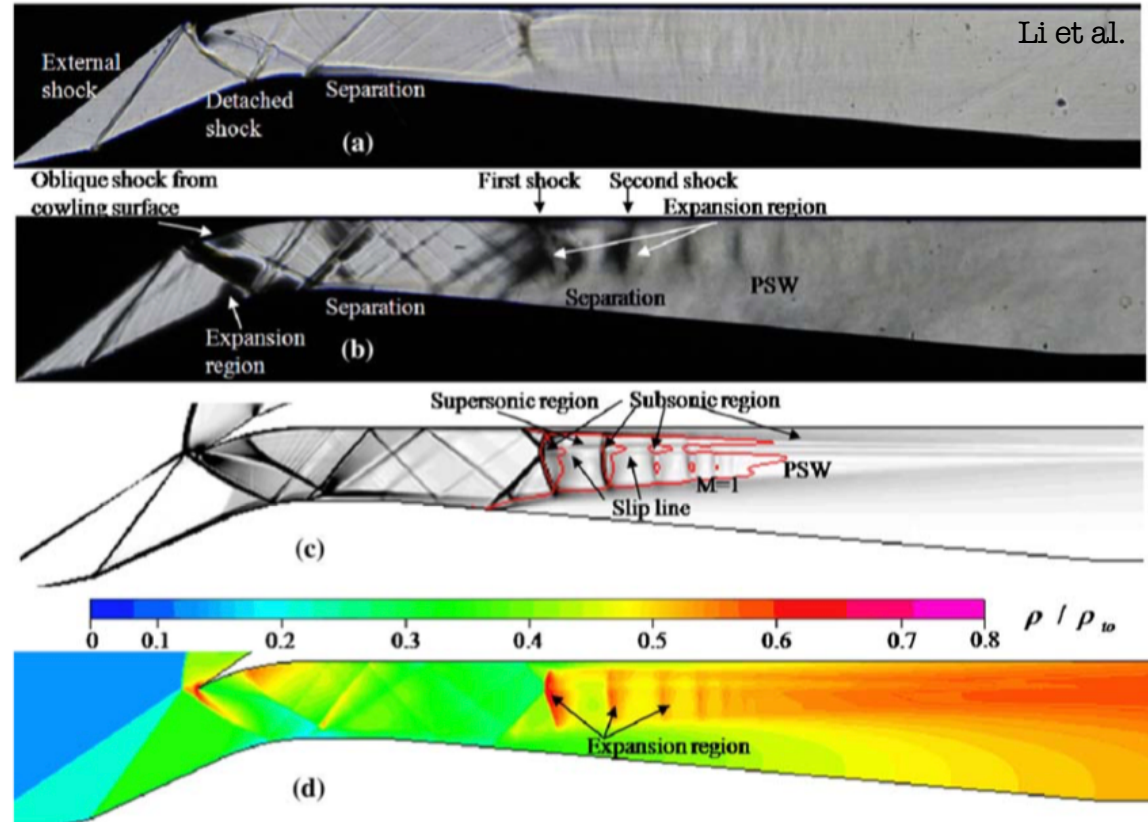 Li et al.
External
shock
Detached
shock
Separation
(a)
Oblique shock from
cowling surface
First shock
Second shock
Expansion region
Separation
Separation
PSW
Expansion
region
(b)
Supersonic region
Subsonic region
PSW
M=1
Slip line
(c)
0
0.1
0.2
0.3
0.4
0.5
0.6
0.7
0.8
ρ / ρto
Expansion region
(d)